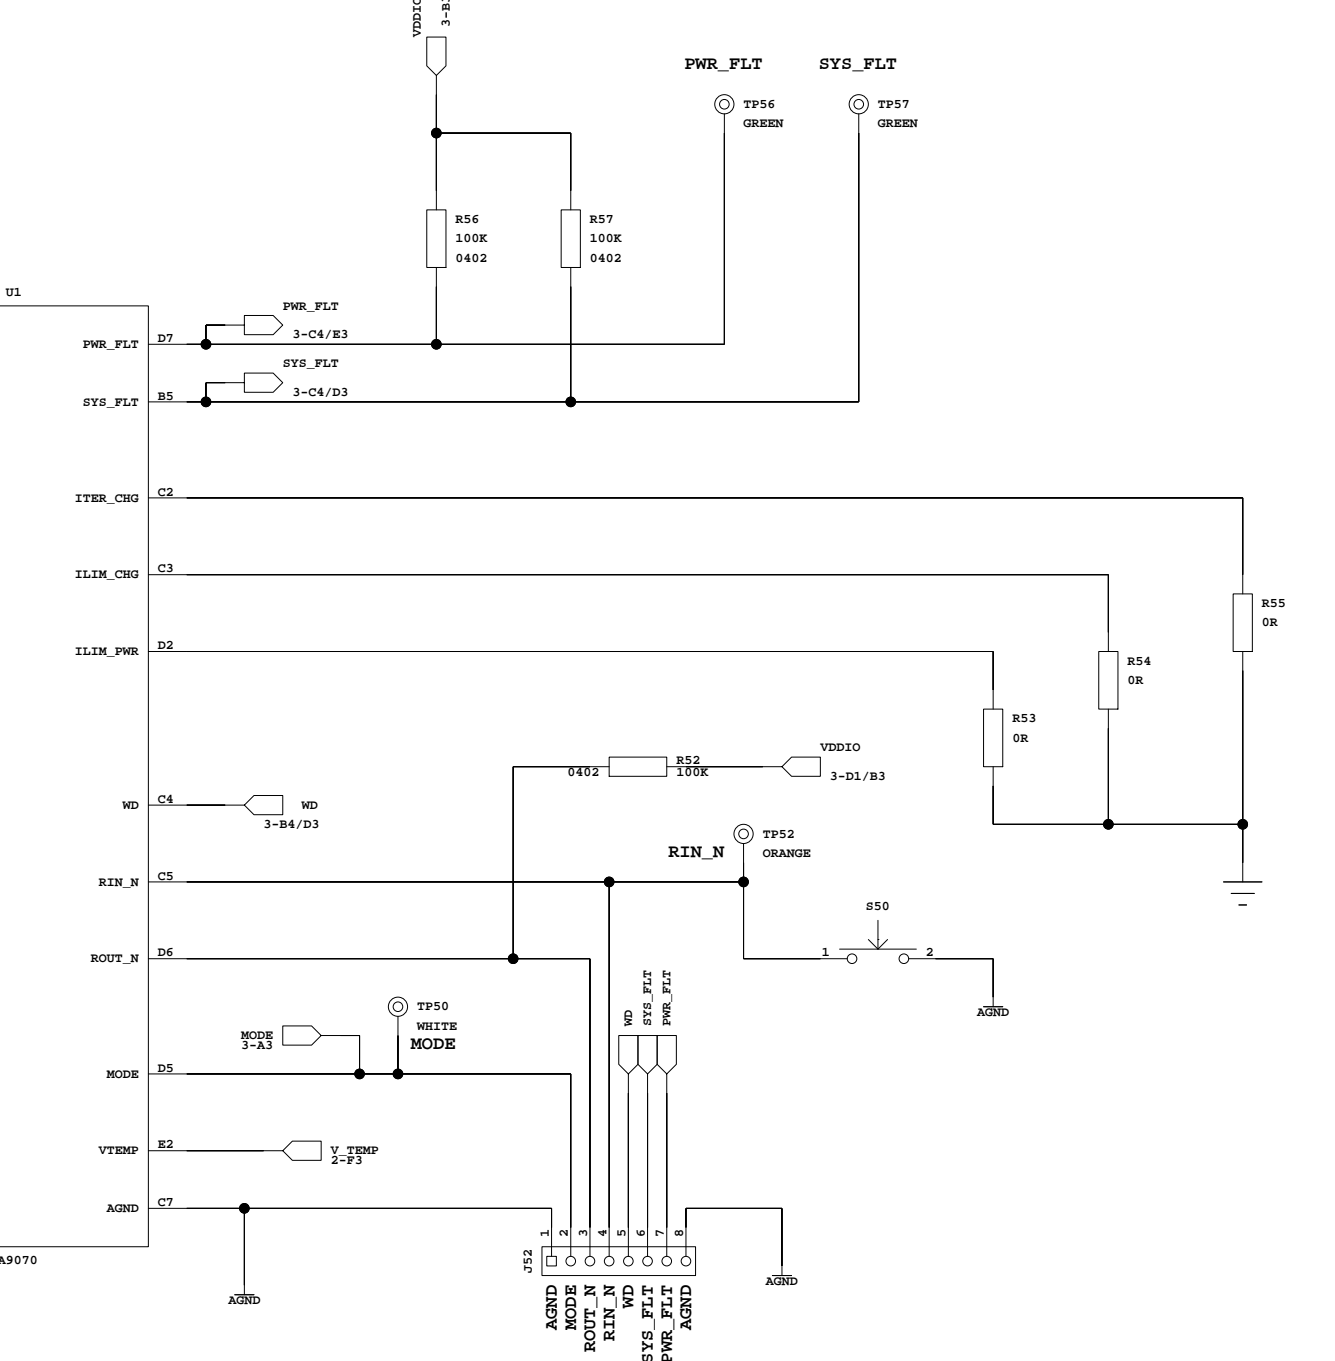 VDDIO
PWR_FLT SYS_FLT
TP56
GREEN
TP57
GREEN
R56
100K
0402
R57
100K
0402
U1
PWR_FLT
3-C4/E3
PWR_FLT D7
SYS_FLT
3-C4/D3
SYS_FLT B5
ITER_CHG C2
ILIM_CHG C3
ILIM_PWR D2
R55
0R
R54
0R
R53
0R
VDDIO
3-D1/B3
0402
R52
100K
WD C4
WD
3-B4/D3
TP52
ORANGE
RIN_N
RIN_N C5
S50
1 2
AGND
ROUT_N D6
TP50
WHITE
MODE
MODE
3-A3
MODE D5
WD
SYS_FLT
PWR_FLT
VTEMP E2
V_TEMP
2-F3
AGND C7
AGND
1 2 3 4 5 6 7 8
J52
AGND
A9070
AGND
MODE
ROUT_N
RIN_N
WD
SYS_FLT
PWR_FLT
AGND